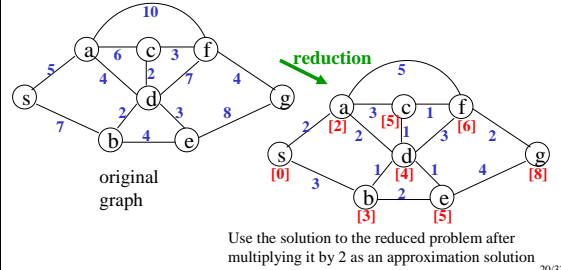 10
a 6 c 3 f
5 4 2 7 4
s d g
7 2 3 8
b 4 e
original
graph
reduction
5
a 3 c 1 f
[2] [5] [6]
2 2 1 3 2
s d g
[0] [4] [8]
3 1 1 4
b 2 e
[3] [5]
Use the solution to the reduced problem after
multiplying it by 2 as an approximation solution